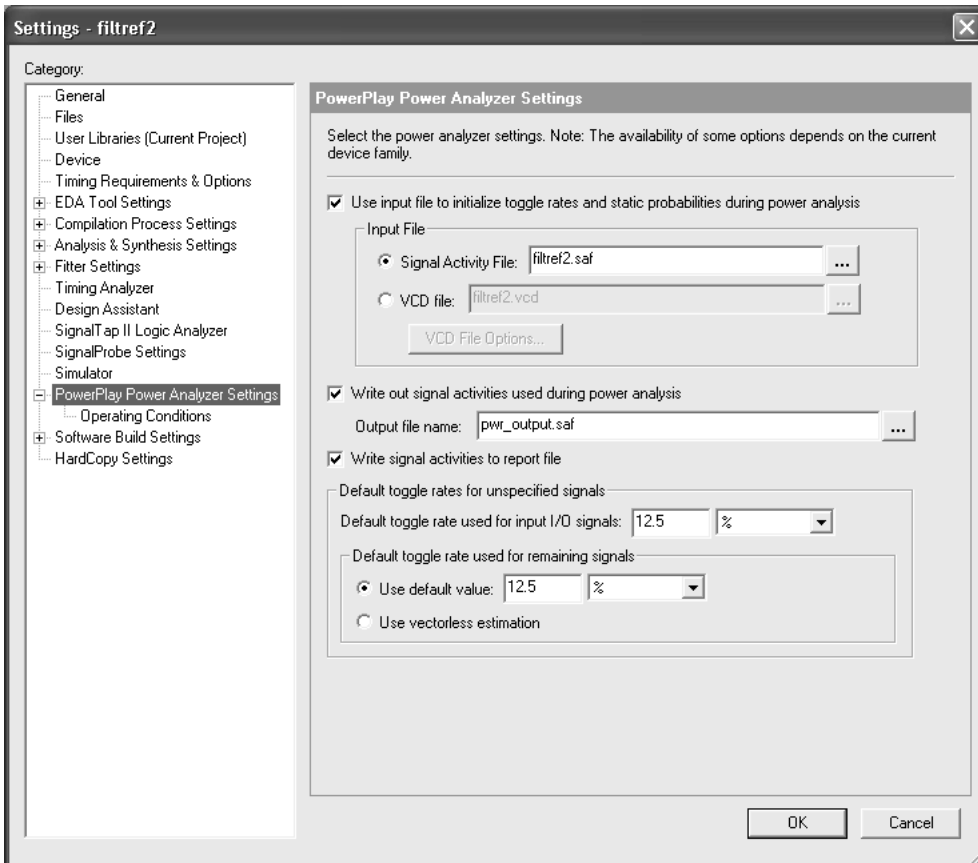 Settings - filtref2
Category:
General
Files
User Libraries (Current Project)
Device
Timing Requirements & Options
EDA Tool Settings
Compilation Process Settings
Analysis & Synthesis Settings
Fitter Settings
Timing Analyzer
Design Assistant
SignalTap II Logic Analyzer
SignalProbe Settings
Simulator
PowerPlay Power Analyzer Settings
Operating Conditions
Software Build Settings
HardCopy Settings
PowerPlay Power Analyzer Settings
Select the power analyzer settings. Note: The availability of some options depends on the current
device family.
Use input file to initialize toggle rates and static probabilities during power analysis
Input File
Signal Activity File: filtref2.saf ...
VCD file: filtref2.vcd ...
VCD File Options...
Write out signal activities used during power analysis
Output file name: pwr_output.saf ...
Write signal activities to report file
Default toggle rates for unspecified signals
Default toggle rate used for input I/O signals: 12.5 %
Default toggle rate used for remaining signals
Use default value: 12.5 %
Use vectorless estimation
OK Cancel